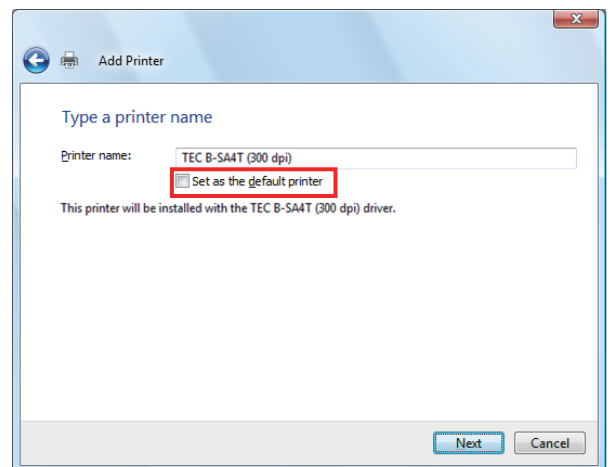 Add Printer
Type a printer name
Printer name: TEC B-SA4T (300 dpi)
Set as the default printer
This printer will be installed with the TEC B-SA4T (300 dpi) driver.
Next Cancel